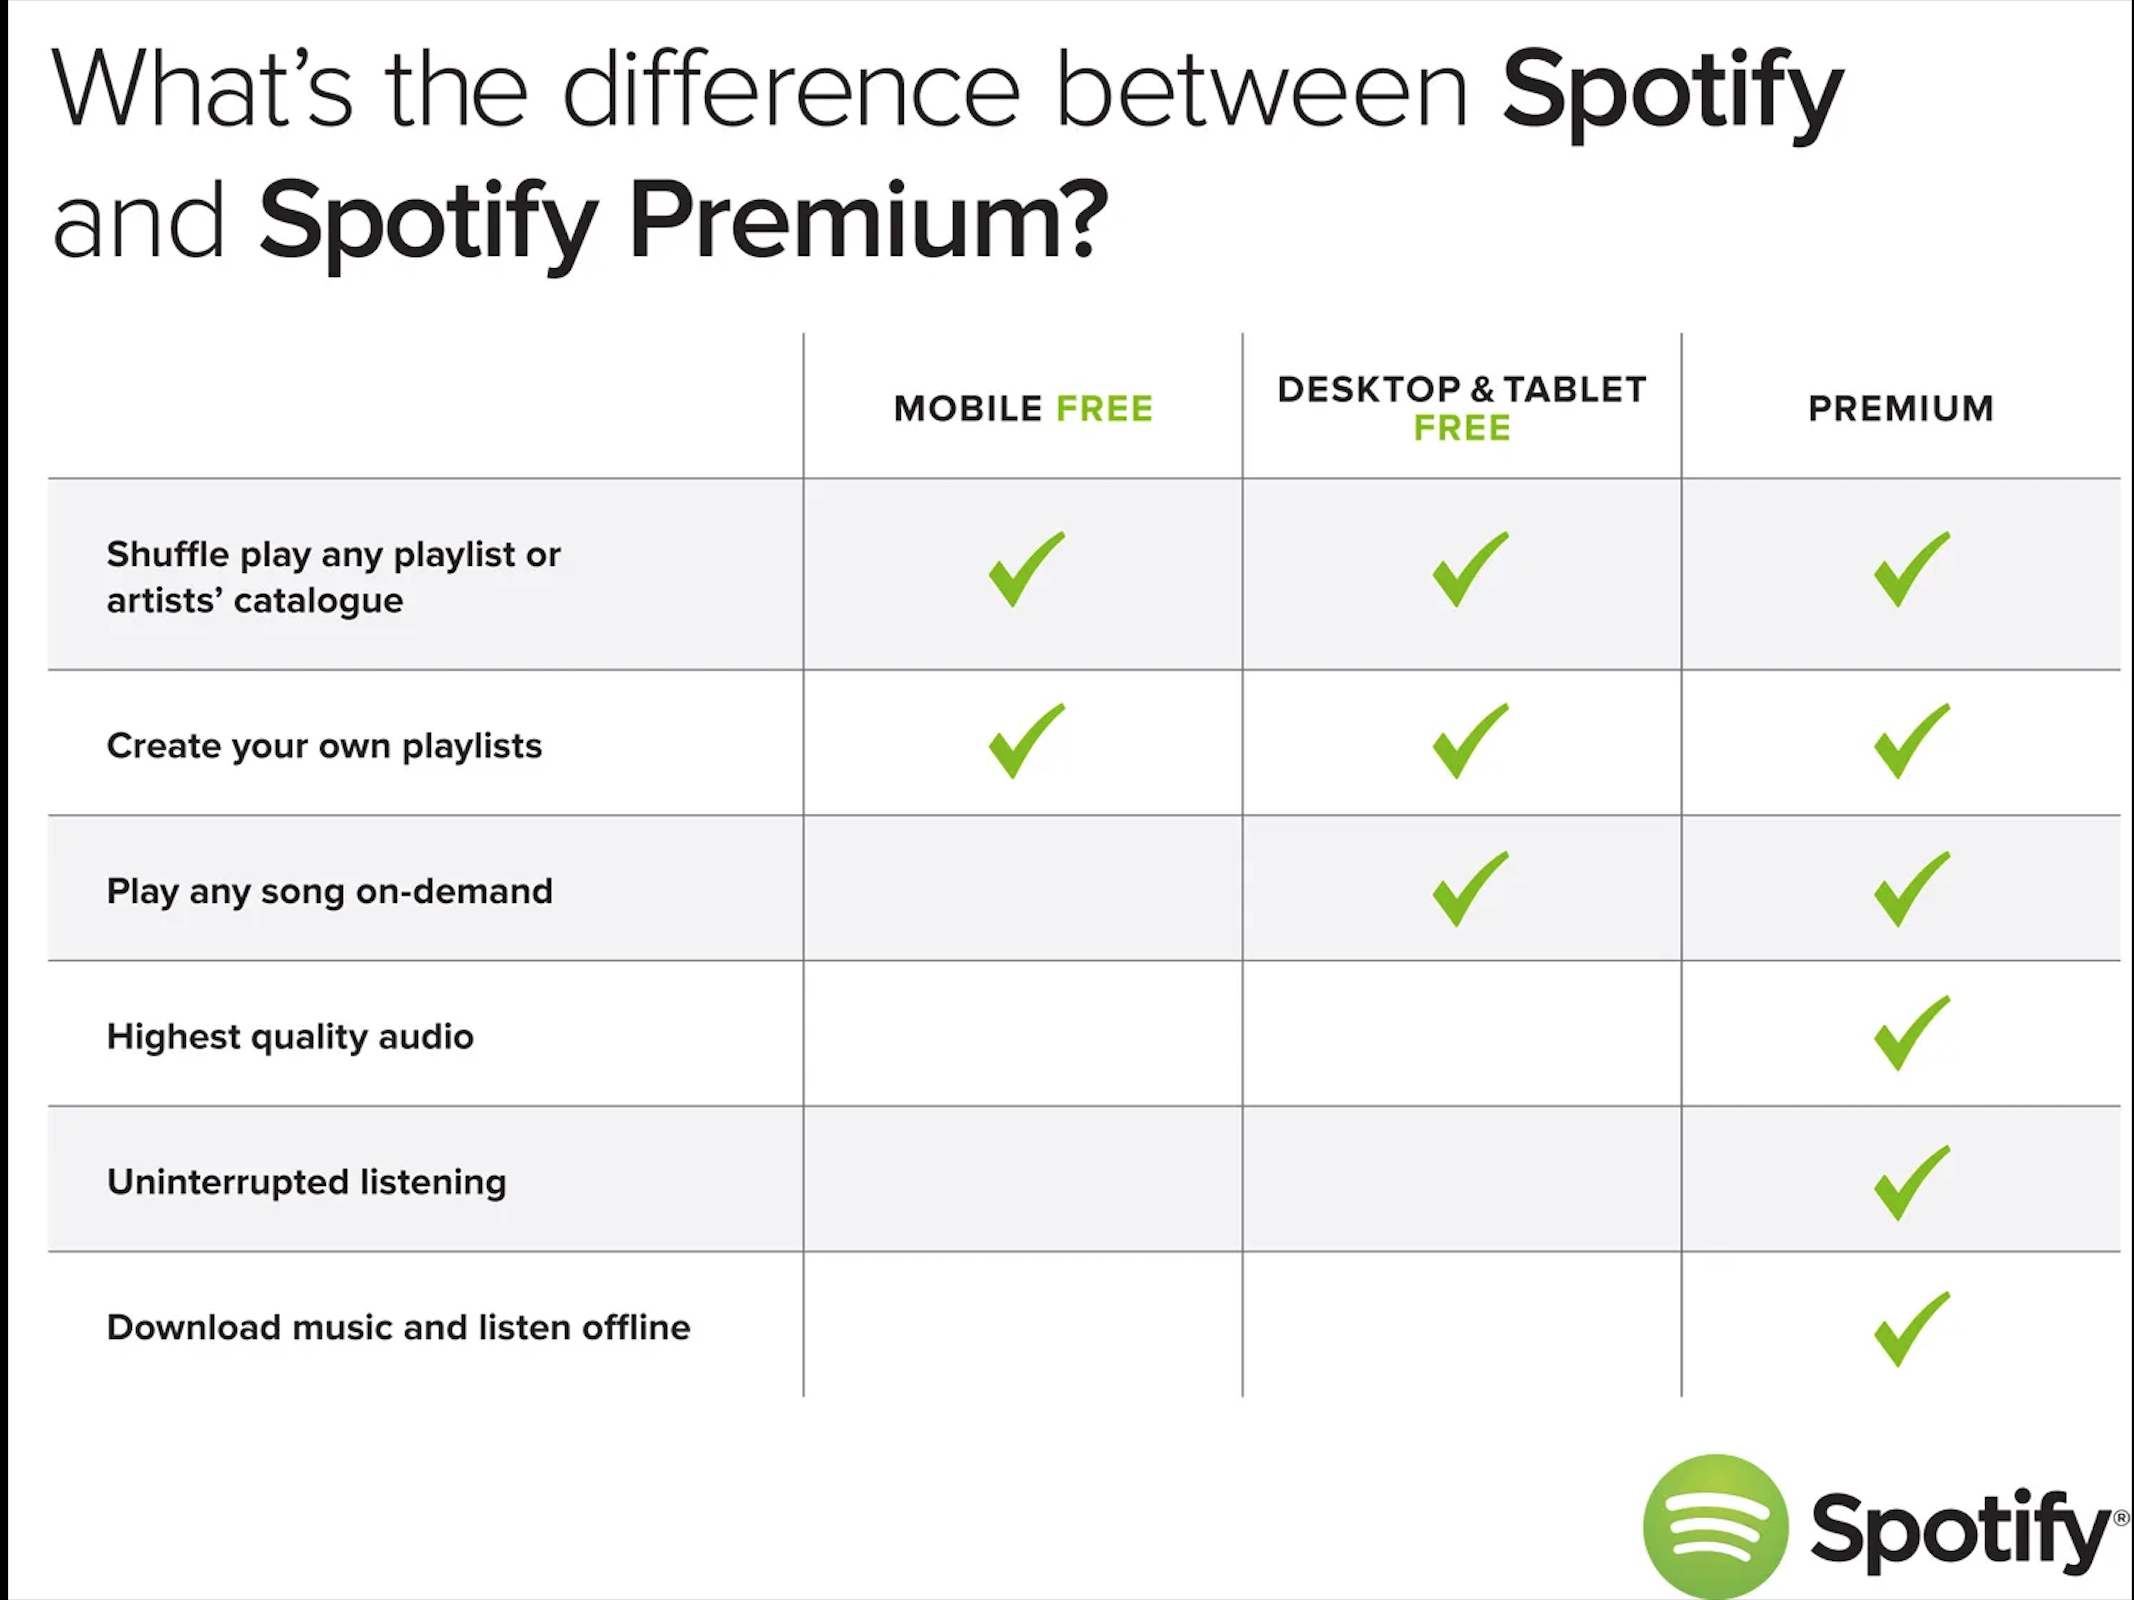 What's the difference between Spotify
and Spotify Premium?
MOBILE FREE
DESKTOP & TABLET
FREE
PREMIUM
Shuffle play any playlist or
artists’ catalogue
Create your own playlists
Play any song on-demand
Highest quality audio
Uninterrupted listening
Download music and listen offline
Spotify®